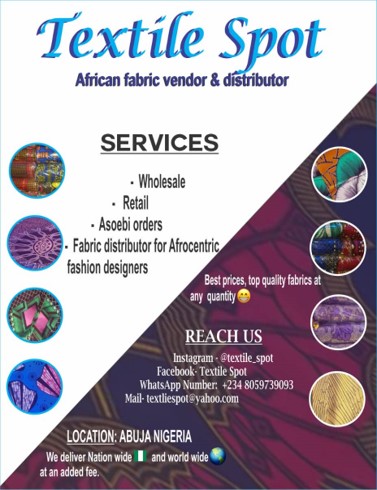 Textile Spot
African fabric vendor & distributor
SERVICES
• Wholesale
• Retail
• Asoebi orders
• Fabric distributor for Afrocentric
fashion designers
Best prices, top quality fabrics at
any quantity 😁
REACH US
Instagram - @textile_spot
Facebook- Textile Spot
WhatsApp Number: +234 8059739093
Mail- textliespot@yahoo.com
LOCATION: ABUJA NIGERIA
We deliver Nation wide 🇳🇬 and world wide 🌍
at an added fee.